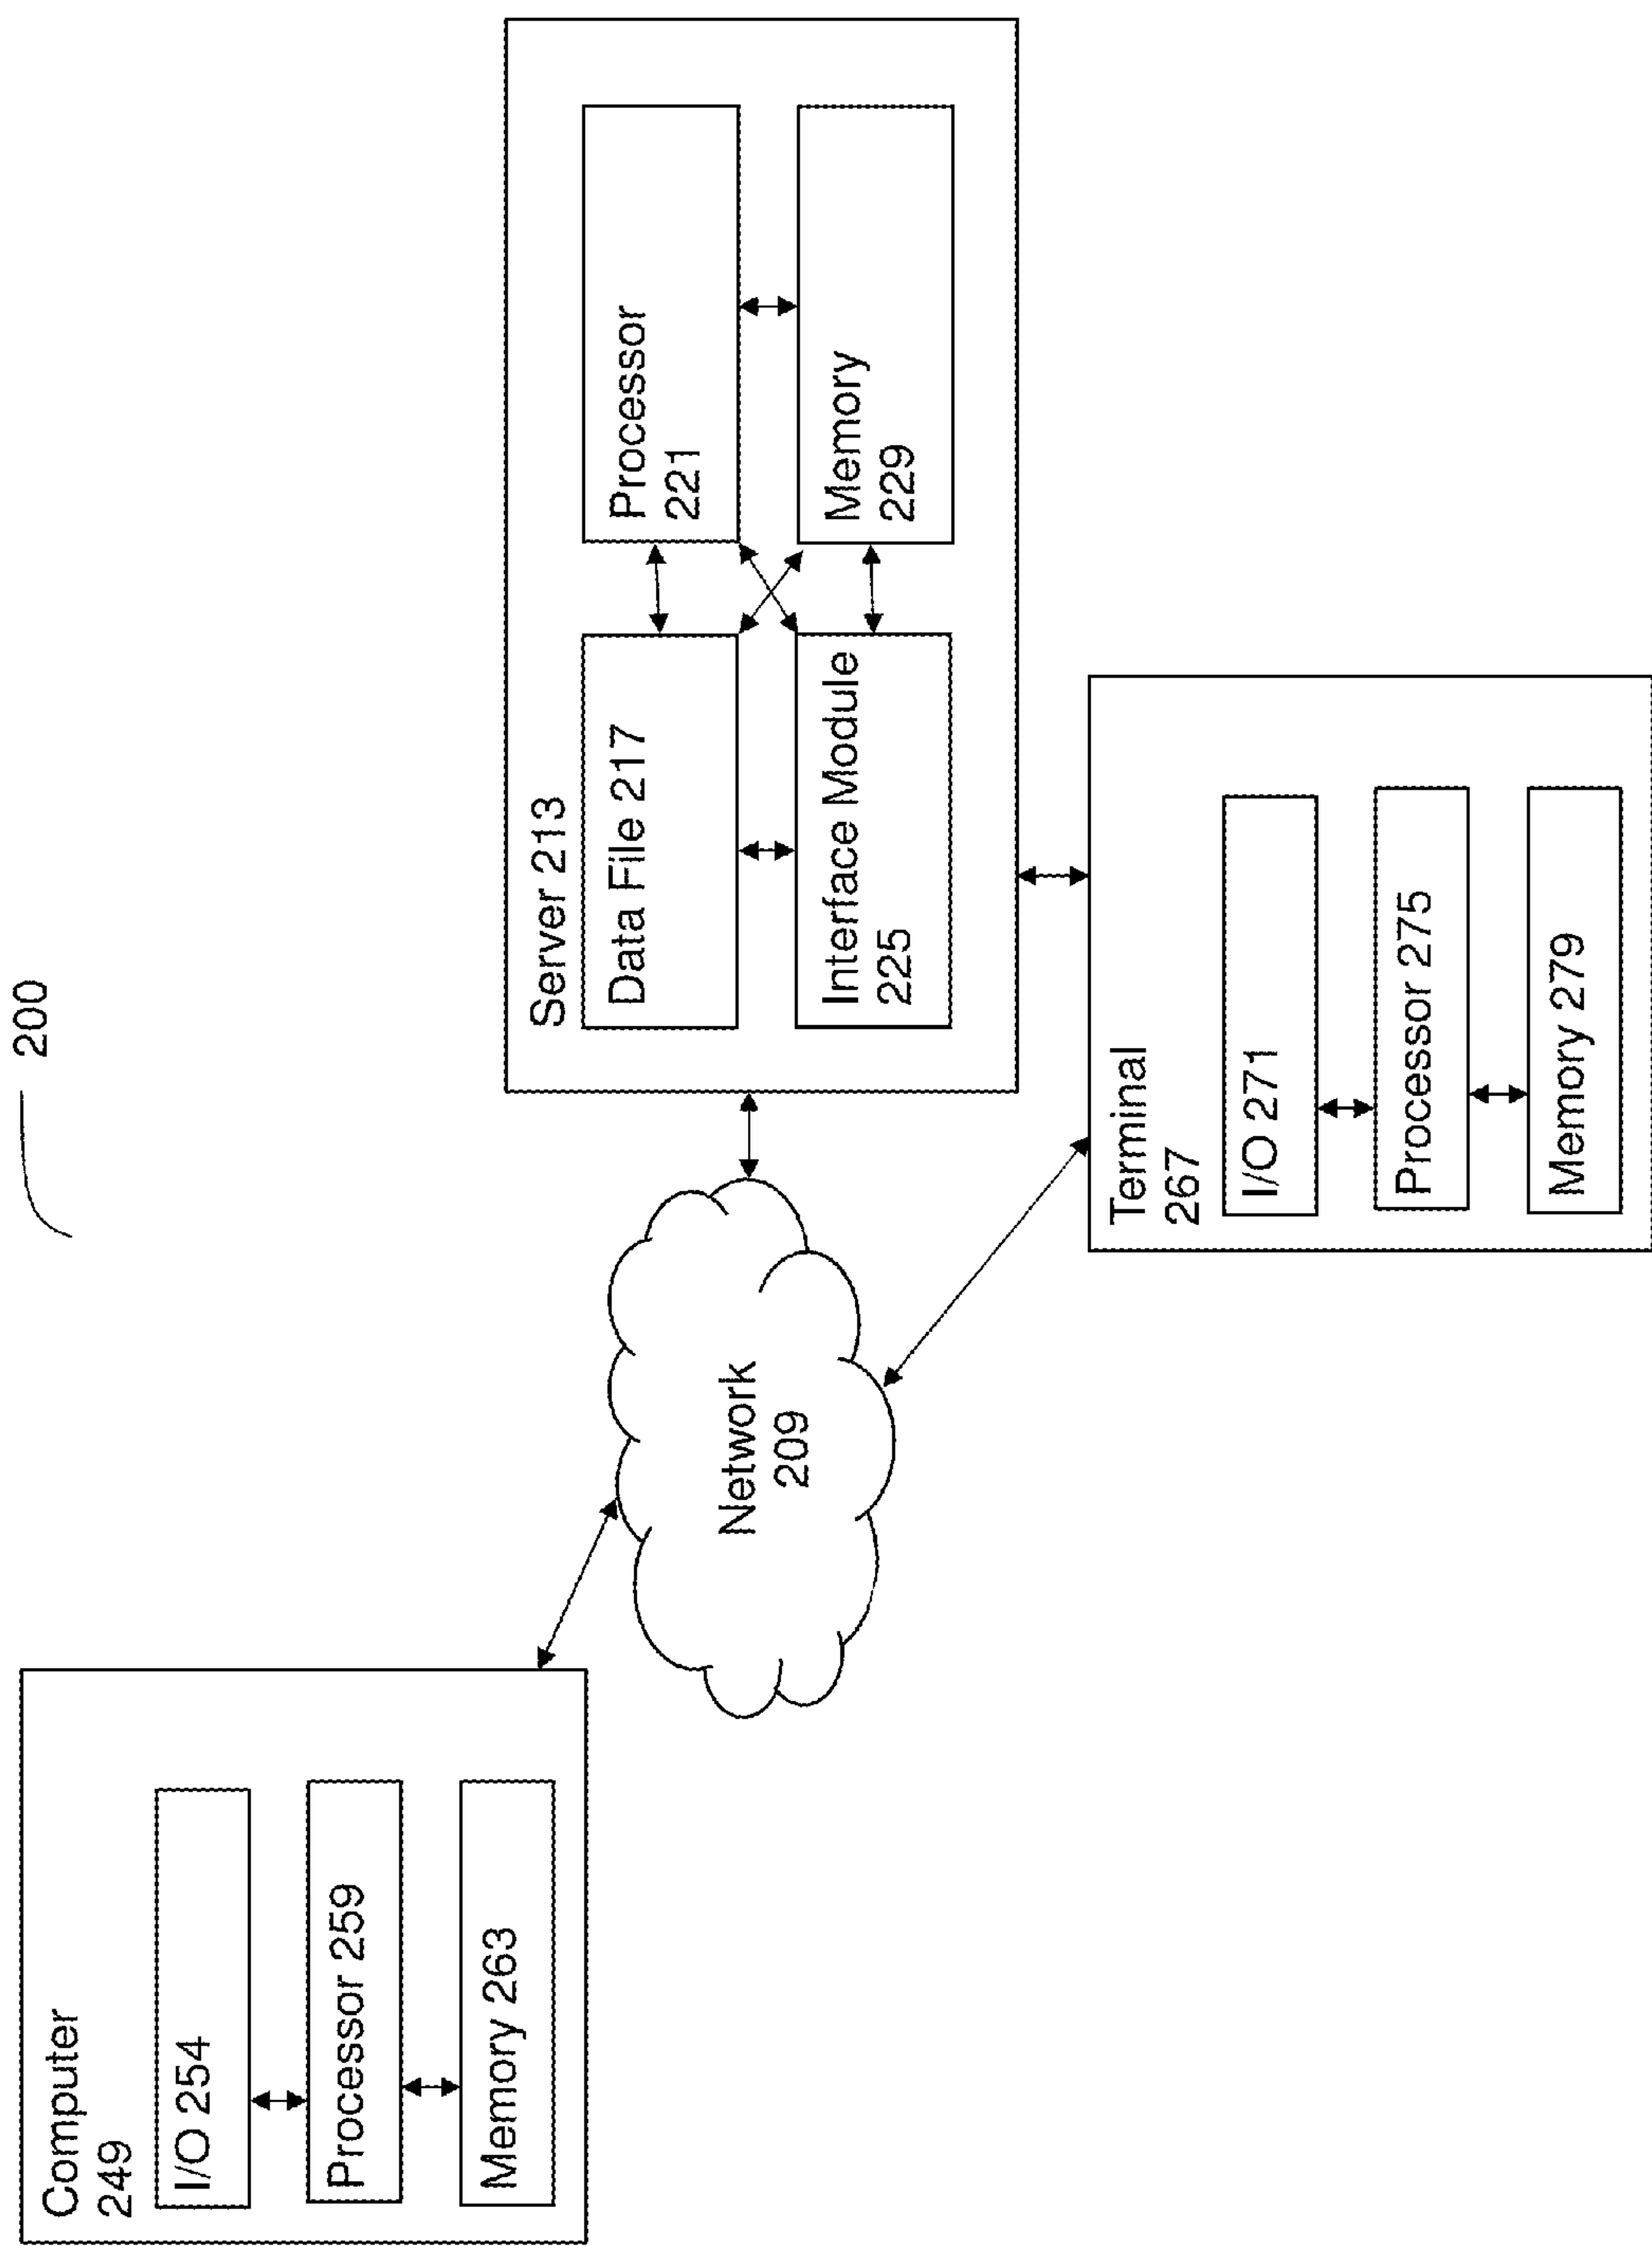 200
Computer
249
I/O 254
Processor 259
Memory 263
Network
209
Server 213
Data File 217
Processor
221
Interface Module
225
Memory
229
Terminal
267
I/O 271
Processor 275
Memory 279